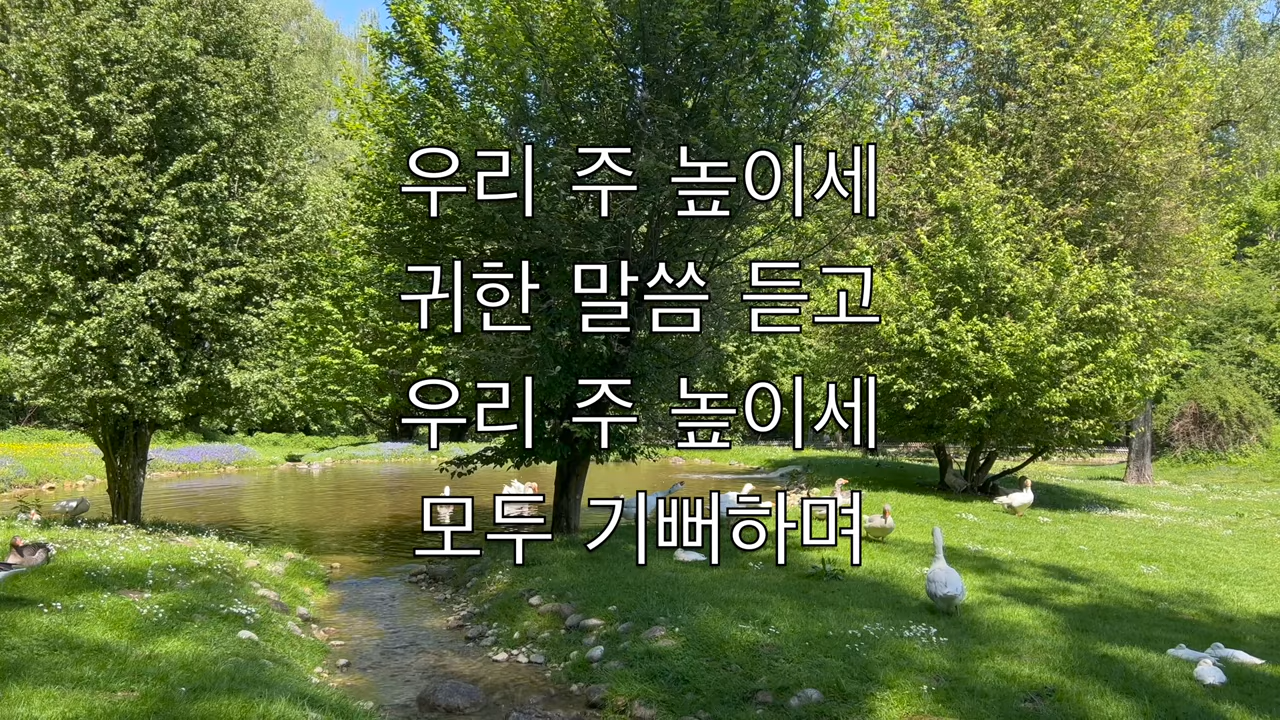 우리 주 높이세
귀한 말씀 듣고
우리 주 높이세
모두 기뻐하며